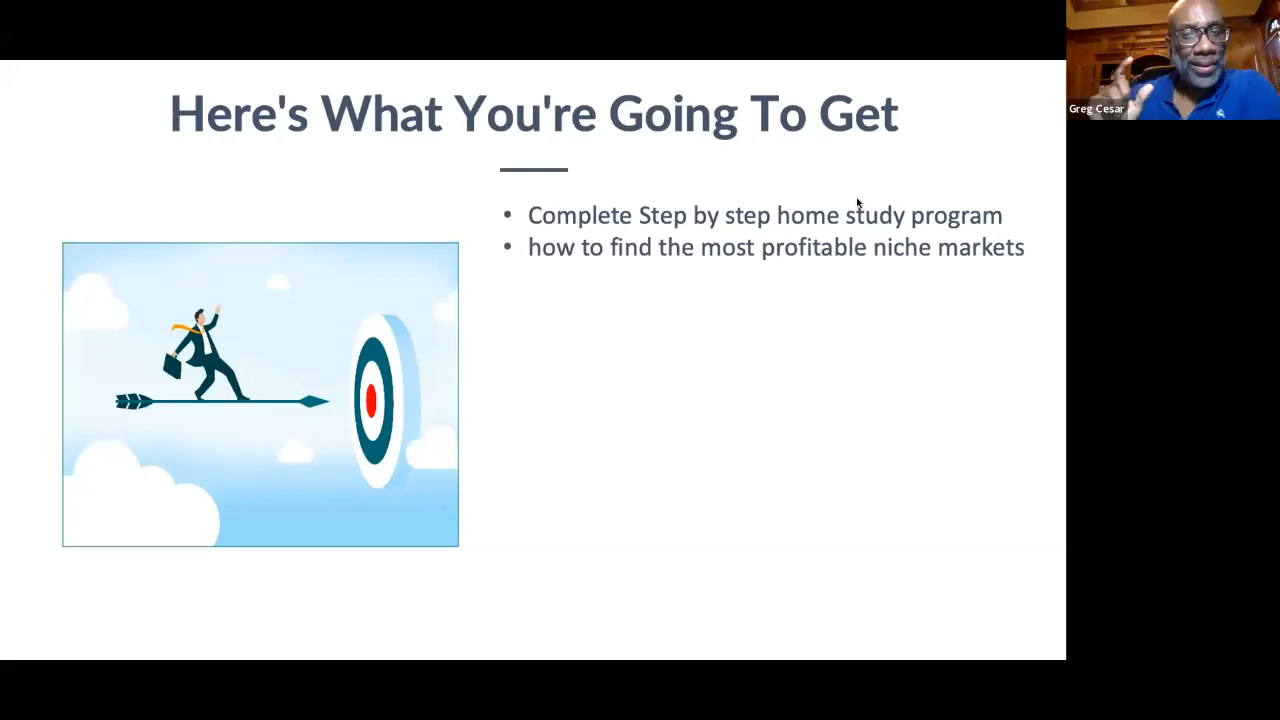 Here's What You're Going To Get
Greg Cesar
• Complete Step by step home study program
• how to find the most profitable niche markets